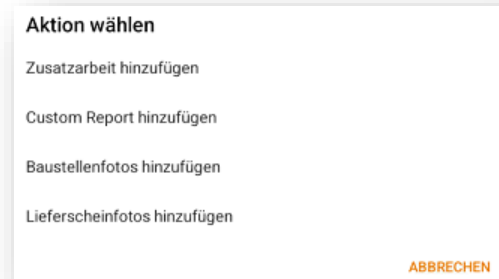 Aktion wählen
Zusatzarbeit hinzufügen
Custom Report hinzufügen
Baustellenfotos hinzufügen
Lieferscheinfotos hinzufügen
ABBRECHEN